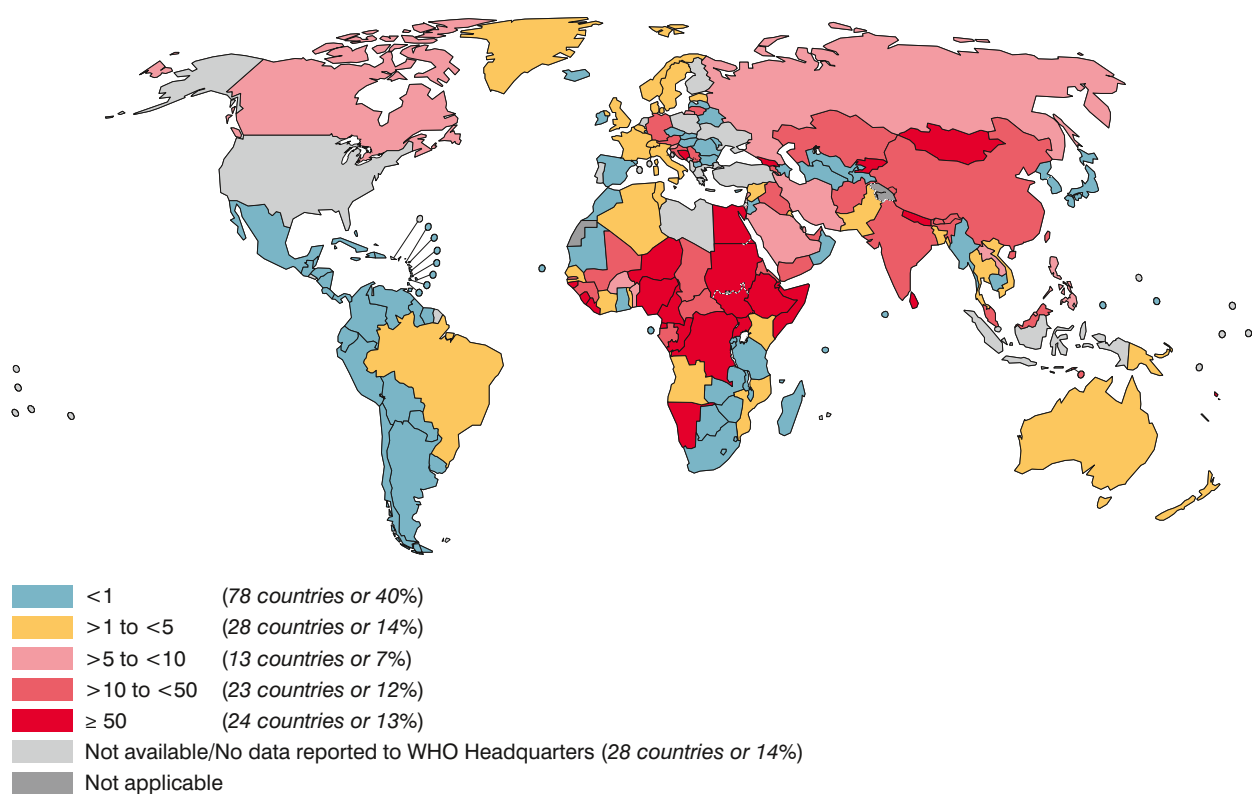 <1 (78 countries or 40%)
>1 to <5 (28 countries or 14%)
>5 to <10 (13 countries or 7%)
>10 to <50 (23 countries or 12%)
≥ 50 (24 countries or 13%)
Not available/No data reported to WHO Headquarters (28 countries or 14%)
Not applicable